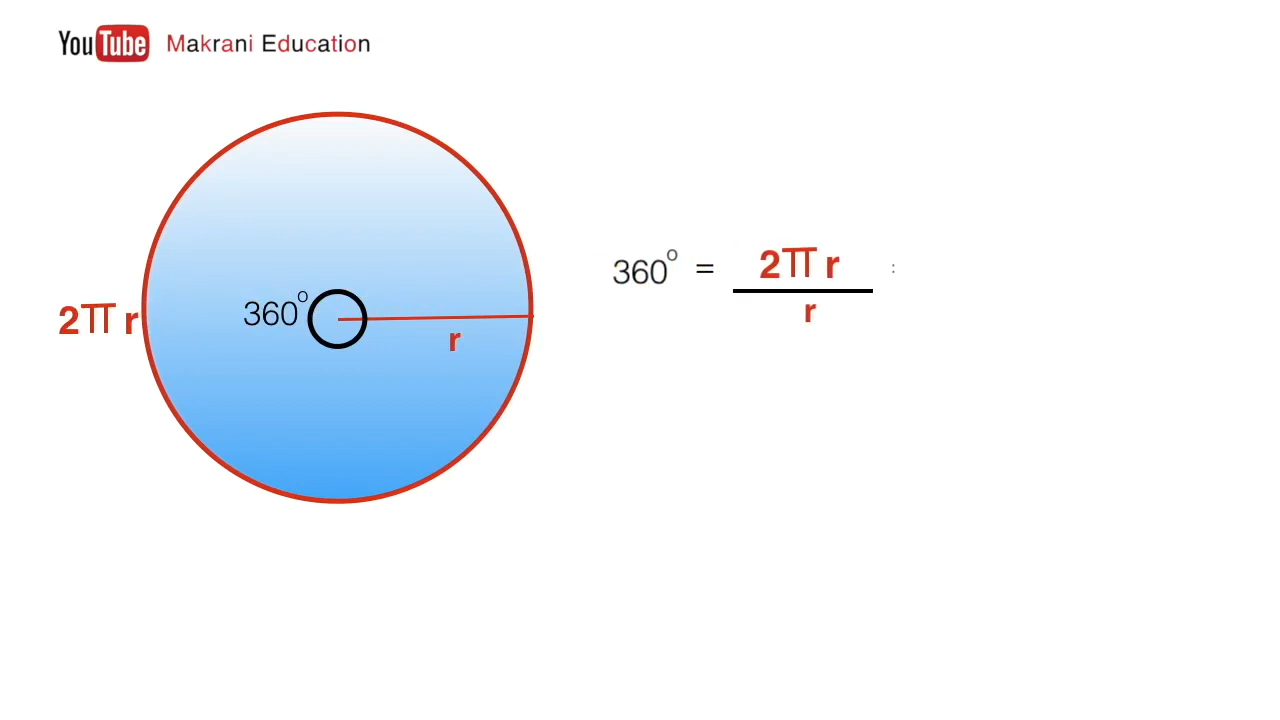 YouTube Makrani Education
360° = 2π r
r
2π r
360°
r